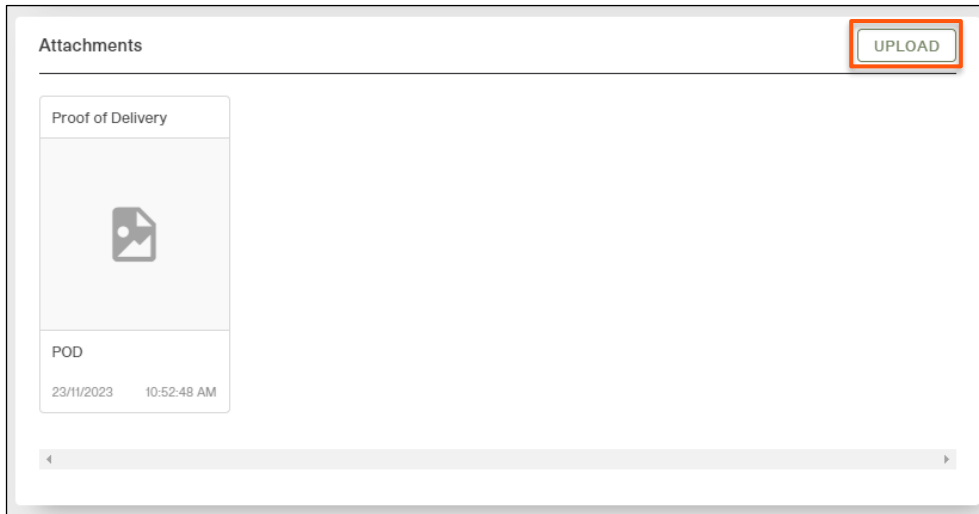 Attachments
UPLOAD
Proof of Delivery
POD
23/11/2023 10:52:48 AM